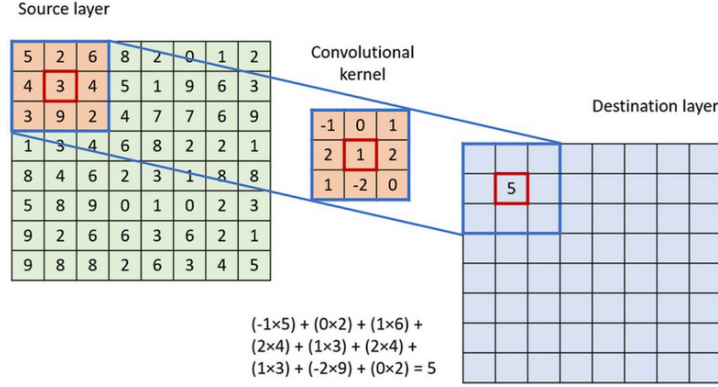 Source layer
Convolutional
kernel
Destination layer
5 2 6 8 2 0 1 2
4 3 4 5 1 9 6 3
3 9 2 4 7 7 6 9
1 3 4 6 8 2 2 1
8 4 6 2 3 1 8 8
5 8 9 0 1 0 2 3
9 2 6 6 3 6 2 1
9 8 8 2 6 3 4 5
-1 0 1
2 1 2
1 -2 0
5
(-1×5) + (0×2) + (1×6) +
(2×4) + (1×3) + (2×4) +
(1×3) + (-2×9) + (0×2) = 5